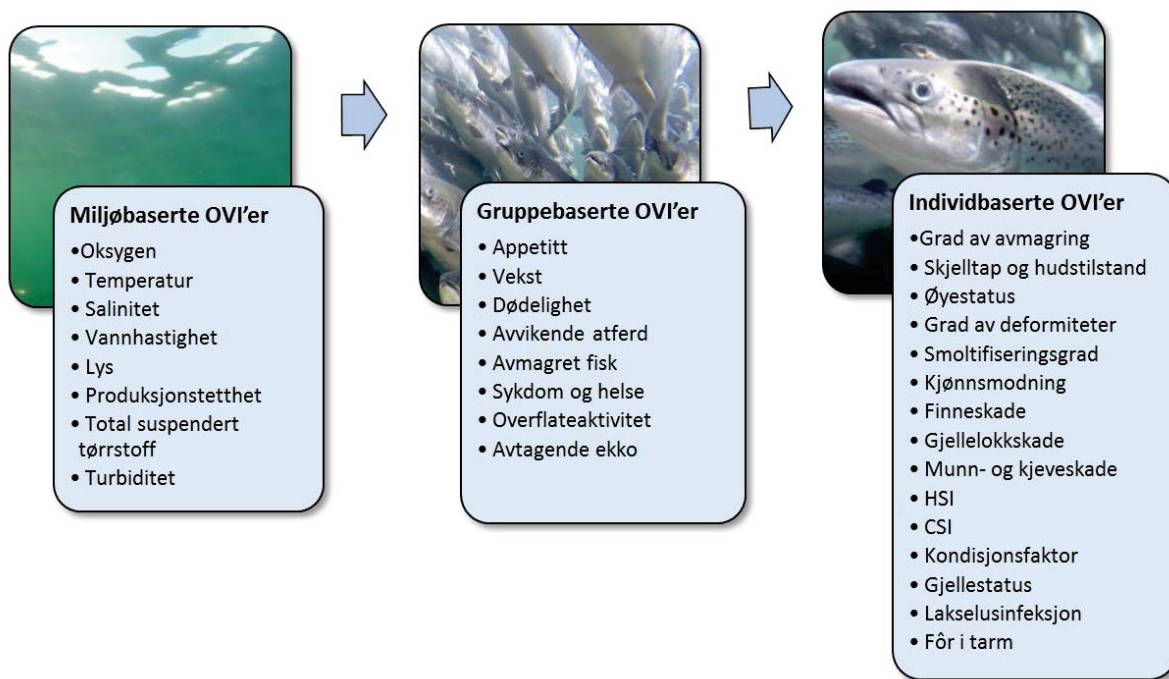 Miljøbaserte OVI'er
•Oksygen
• Temperatur
• Salinitet
• Vannhastighet
• Lys
• Produksjonstetthet
• Total suspendert
tørrstoff
• Turbiditet
Gruppebaserte OVI'er
• Appetitt
• Vekst
• Dødelighet
• Avvikende atferd
• Avmagret fisk
• Sykdom og helse
• Overflateaktivitet
• Avtagende ekko
Individbaserte OVI'er
•Grad av avmagring
• Skjelltap og hudstilstand
• Øyestatus
• Grad av deformiteter
• Smoltifiseringsgrad
• Kjønnsmodning
• Finneskade
• Gjellelokkskade
• Munn- og kjeveskade
• HSI
• CSI
• Kondisjonsfaktor
• Gjellestatus
• Lakselusinfeksjon
• Fôr i tarm